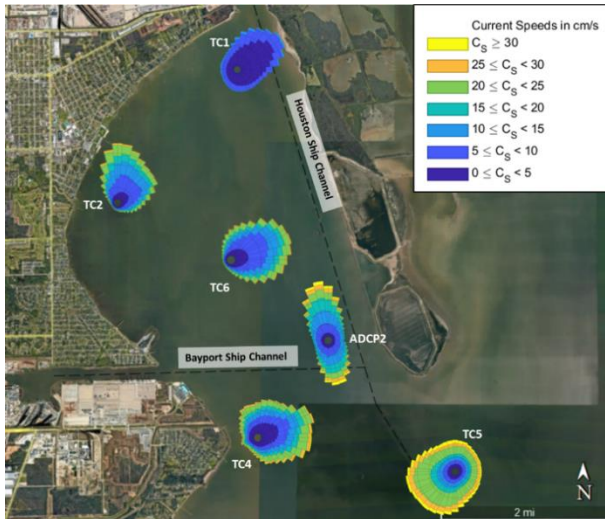 Current Speeds in cm/s
C_S ≥ 30
25 ≤ C_S < 30
20 ≤ C_S < 25
15 ≤ C_S < 20
10 ≤ C_S < 15
5 ≤ C_S < 10
0 ≤ C_S < 5
TC1
Houston Ship Channel
TC2
TC6
ADCP2
Bayport Ship Channel
TC4
TC5
N
2 mi